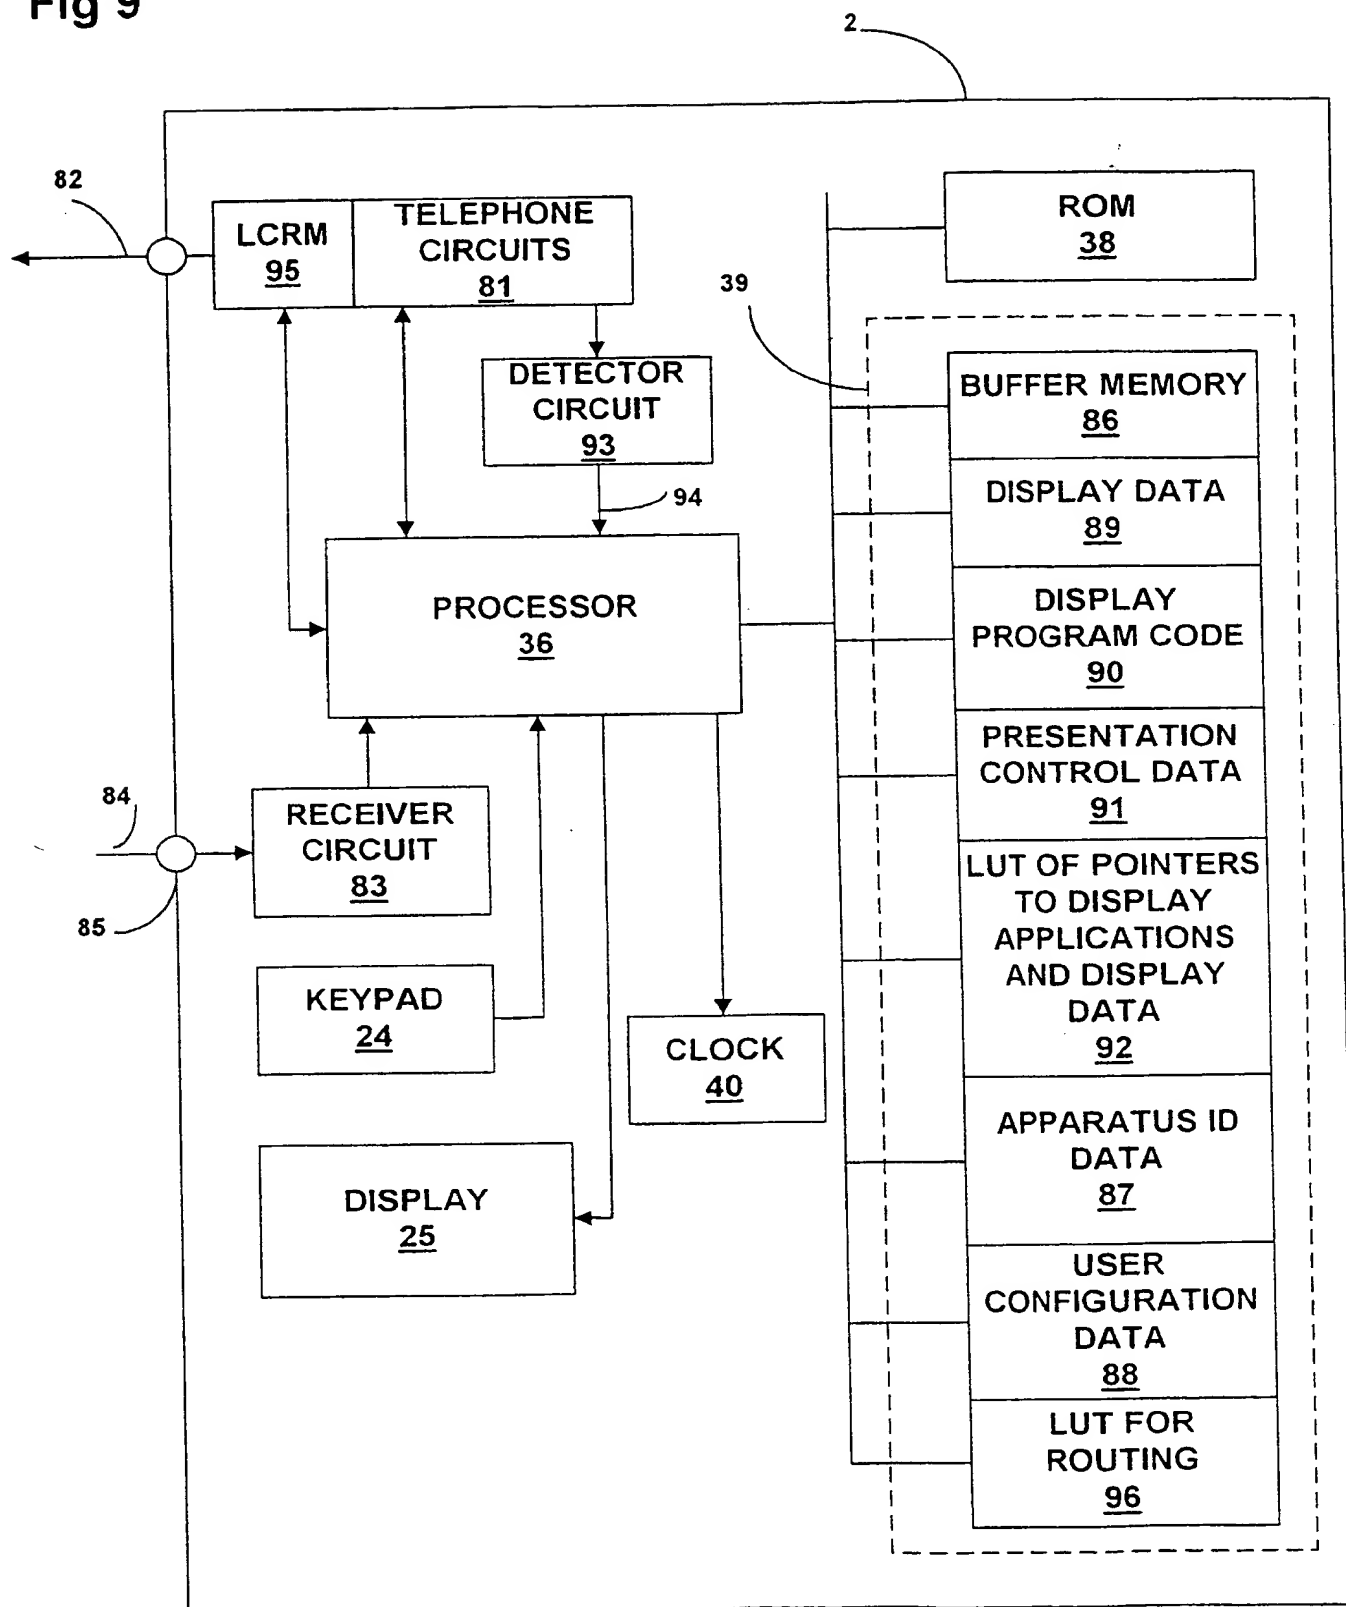 Fig 9
2
82
LCRM
95
TELEPHONE
CIRCUITS
81
ROM
38
39
DETECTOR
CIRCUIT
93
94
BUFFER MEMORY
86
DISPLAY DATA
89
DISPLAY
PROGRAM CODE
90
PROCESSOR
36
PRESENTATION
CONTROL DATA
91
84
RECEIVER
CIRCUIT
83
85
LUT OF POINTERS
TO DISPLAY
APPLICATIONS
AND DISPLAY
DATA
92
KEYPAD
24
CLOCK
40
APPARATUS ID
DATA
87
DISPLAY
25
USER
CONFIGURATION
DATA
88
LUT FOR
ROUTING
96